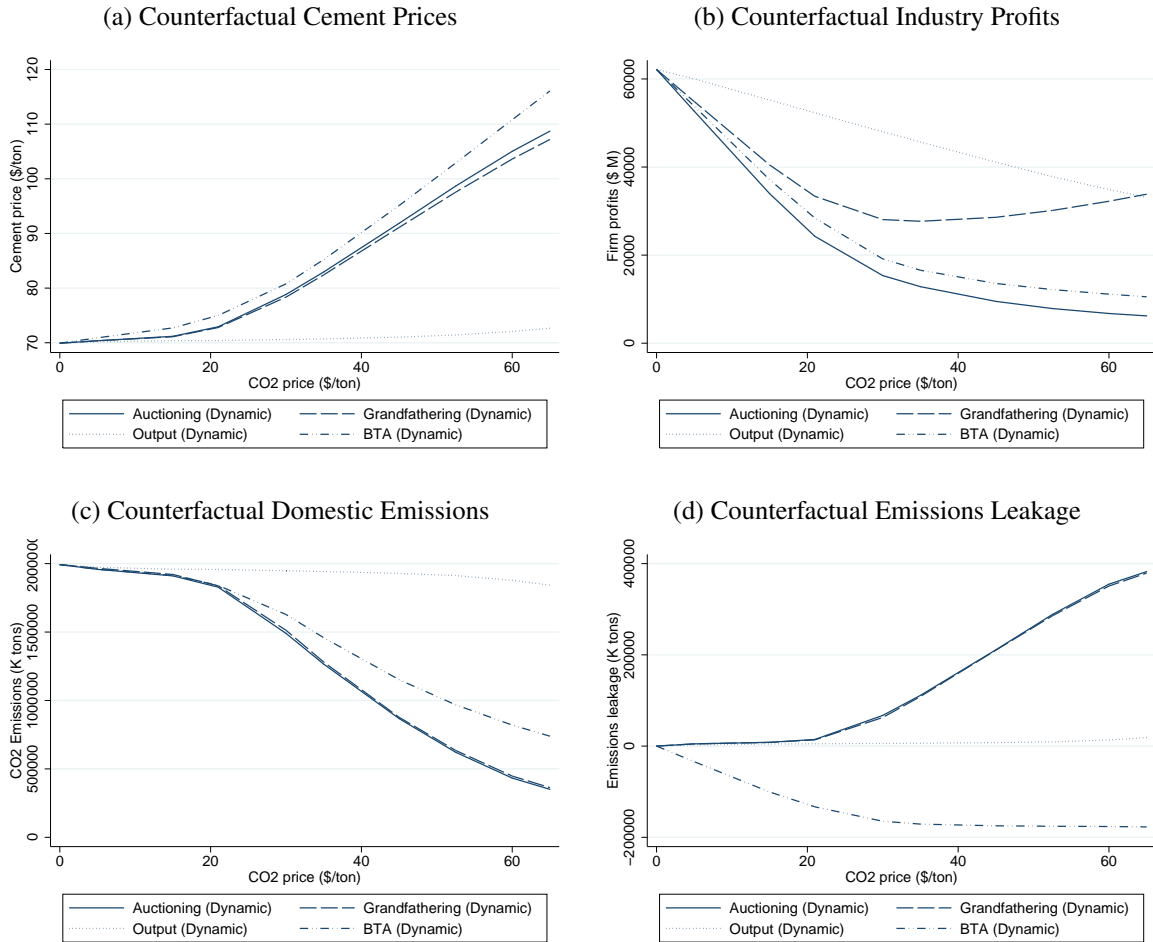 (a) Counterfactual Cement Prices
Cement price ($/ton)
120
110
100
90
80
70
0 20 40 60
CO2 price ($/ton)
Auctioning (Dynamic) Grandfathering (Dynamic)
Output (Dynamic) BTA (Dynamic)
(b) Counterfactual Industry Profits
Firm profits ($ M)
60000
40000
20000
0
0 20 40 60
CO2 price ($/ton)
Auctioning (Dynamic) Grandfathering (Dynamic)
Output (Dynamic) BTA (Dynamic)
(c) Counterfactual Domestic Emissions
CO2 Emissions (K tons)
2000000
1500000
1000000
500000
0
0 20 40 60
CO2 price ($/ton)
Auctioning (Dynamic) Grandfathering (Dynamic)
Output (Dynamic) BTA (Dynamic)
(d) Counterfactual Emissions Leakage
Emissions leakage (K tons)
400000
200000
0
−200000
0 20 40 60
CO2 price ($/ton)
Auctioning (Dynamic) Grandfathering (Dynamic)
Output (Dynamic) BTA (Dynamic)